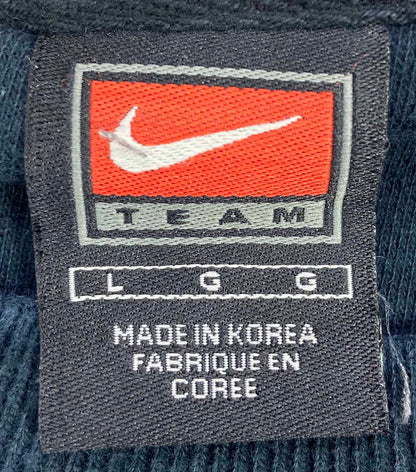 TEAM
L G G
MADE IN KOREA
FABRIQUE EN
COREE